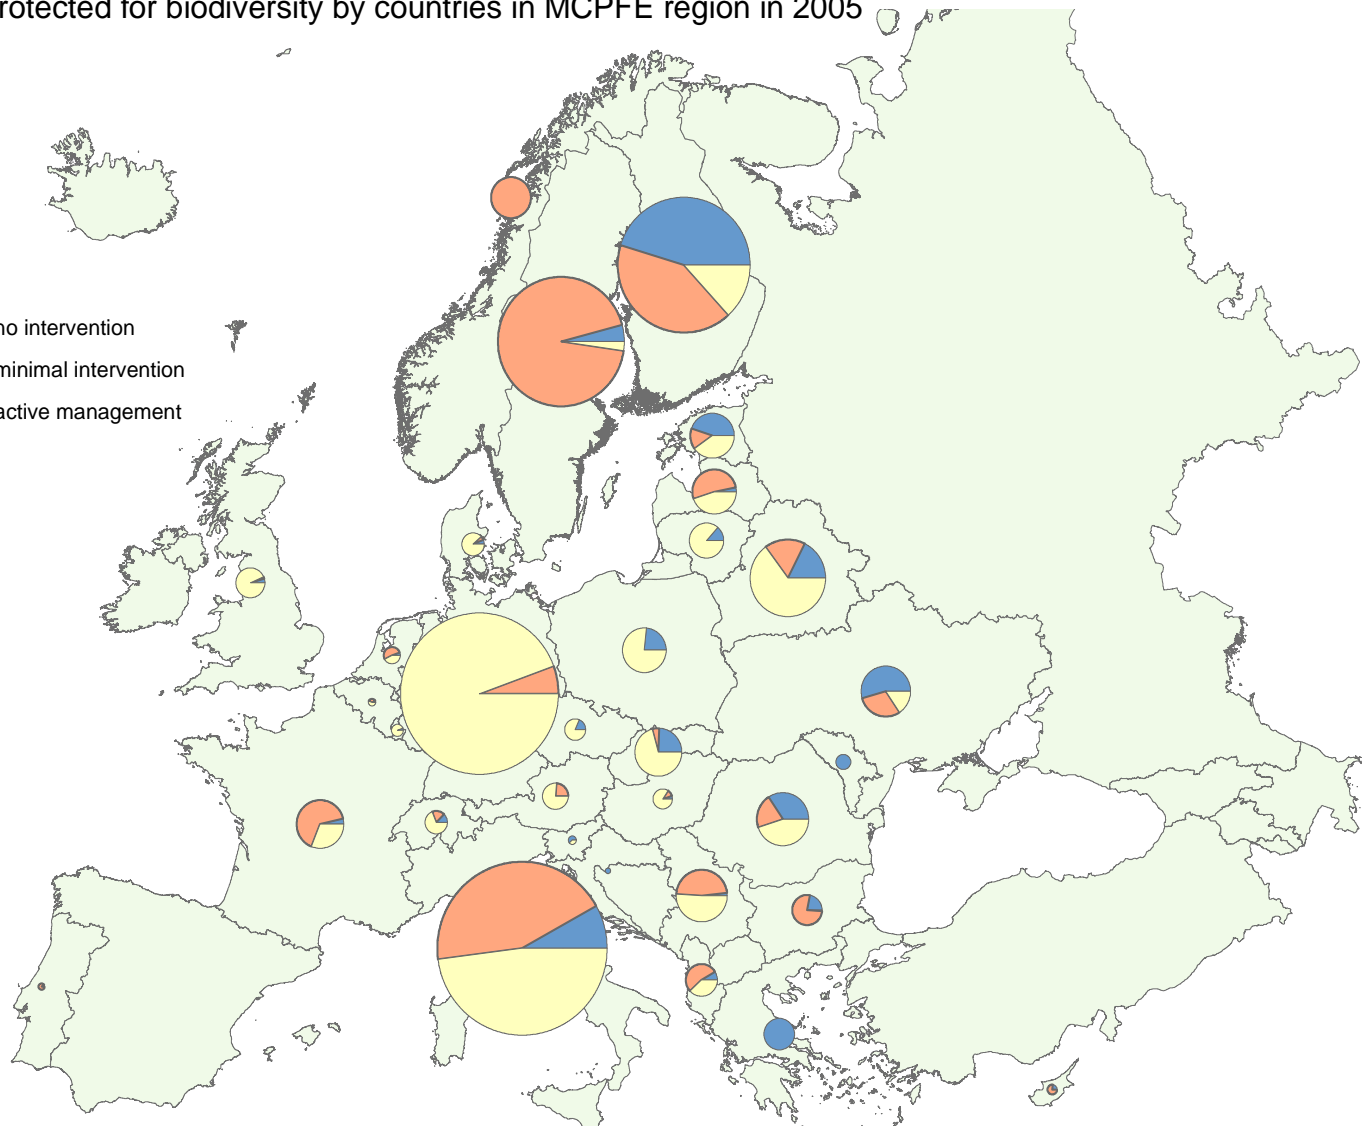 rotected for biodiversity by countries in MCPFE region in 2005
no intervention
minimal intervention
active management